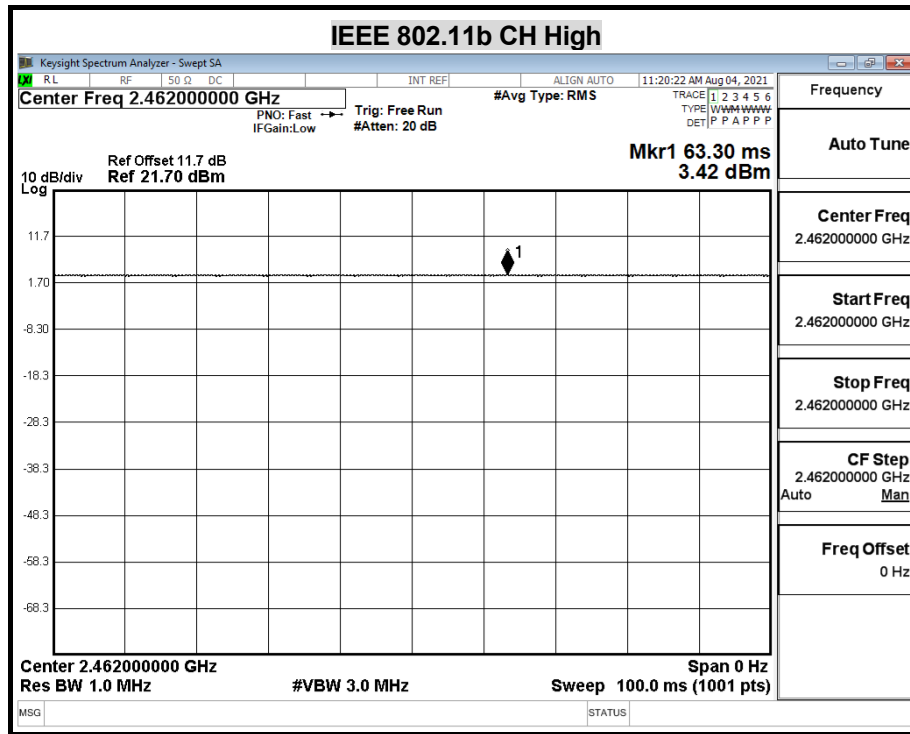 IEEE 802.11b CH High
Keysight Spectrum Analyzer - Swept SA
LXI RL RF 50 Ω DC INT REF ALIGN AUTO 11:20:22 AM Aug 04, 2021
Center Freq 2.462000000 GHz
PNO: Fast
IFGain:Low
Trig: Free Run
#Atten: 20 dB
#Avg Type: RMS
TRACE 1 2 3 4 5 6
TYPE WWMWWWW
DET P P A P P P
Ref Offset 11.7 dB
10 dB/div Ref 21.70 dBm
Log
Mkr1 63.30 ms
3.42 dBm
11.7
1.70
-8.30
-18.3
-28.3
-38.3
-48.3
-58.3
-68.3
1
Center 2.462000000 GHz Span 0 Hz
Res BW 1.0 MHz #VBW 3.0 MHz Sweep 100.0 ms (1001 pts)
MSG STATUS
Frequency
Auto Tune
Center Freq
2.462000000 GHz
Start Freq
2.462000000 GHz
Stop Freq
2.462000000 GHz
CF Step
2.462000000 GHz
Auto Man
Freq Offset
0 Hz